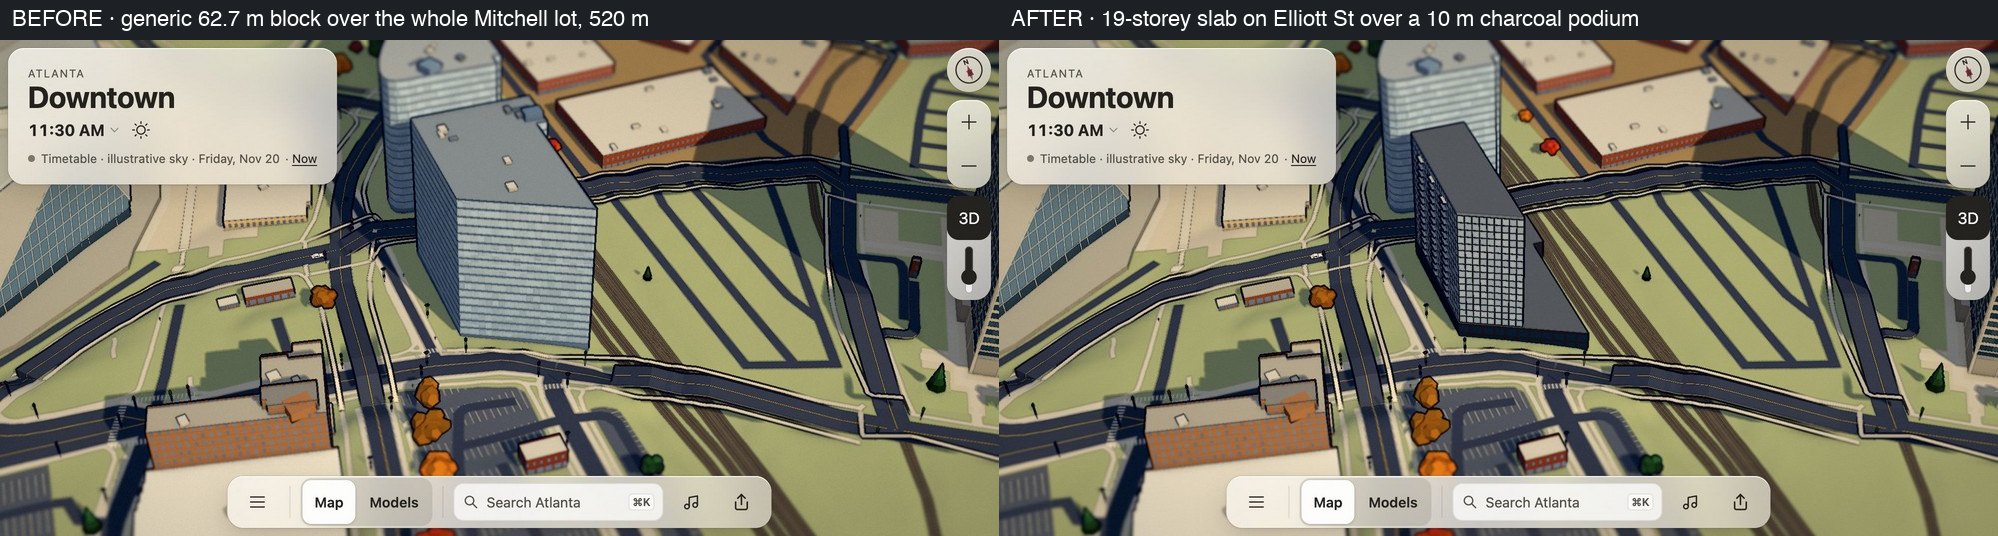 BEFORE · generic 62.7 m block over the whole Mitchell lot, 520 m
ATLANTA
Downtown
11:30 AM
Timetable · illustrative sky · Friday, Nov 20 · Now
N
+
−
3D
Map
Models
Search Atlanta
⌘K
AFTER · 19-storey slab on Elliott St over a 10 m charcoal podium
ATLANTA
Downtown
11:30 AM
Timetable · illustrative sky · Friday, Nov 20 · Now
N
+
−
3D
Map
Models
Search Atlanta
⌘K